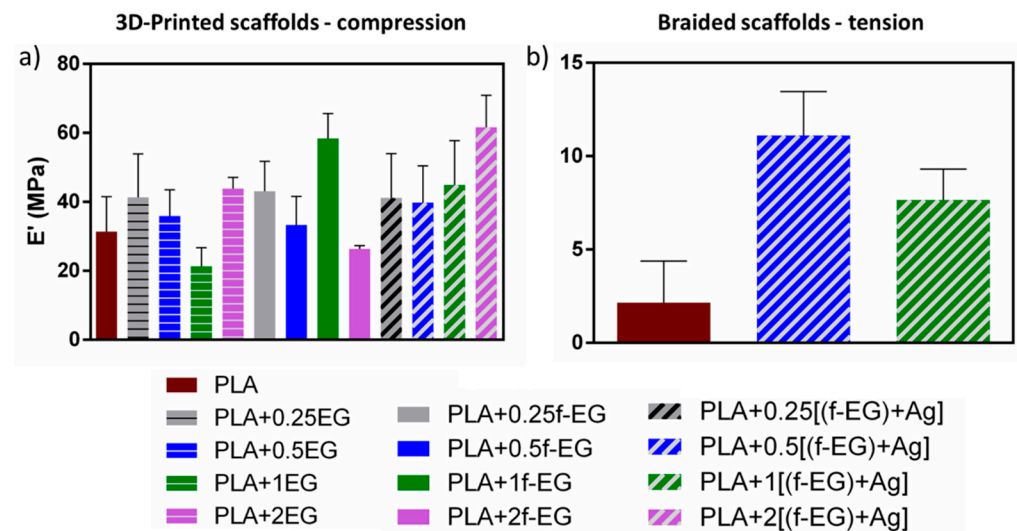 3D-Printed scaffolds - compression
Braided scaffolds - tension
a)
b)
E' (MPa)
80
60
40
20
0
15
10
5
0
PLA
PLA+0.25EG
PLA+0.5EG
PLA+1EG
PLA+2EG
PLA+0.25f-EG
PLA+0.5f-EG
PLA+1f-EG
PLA+2f-EG
PLA+0.25[(f-EG)+Ag]
PLA+0.5[(f-EG)+Ag]
PLA+1[(f-EG)+Ag]
PLA+2[(f-EG)+Ag]